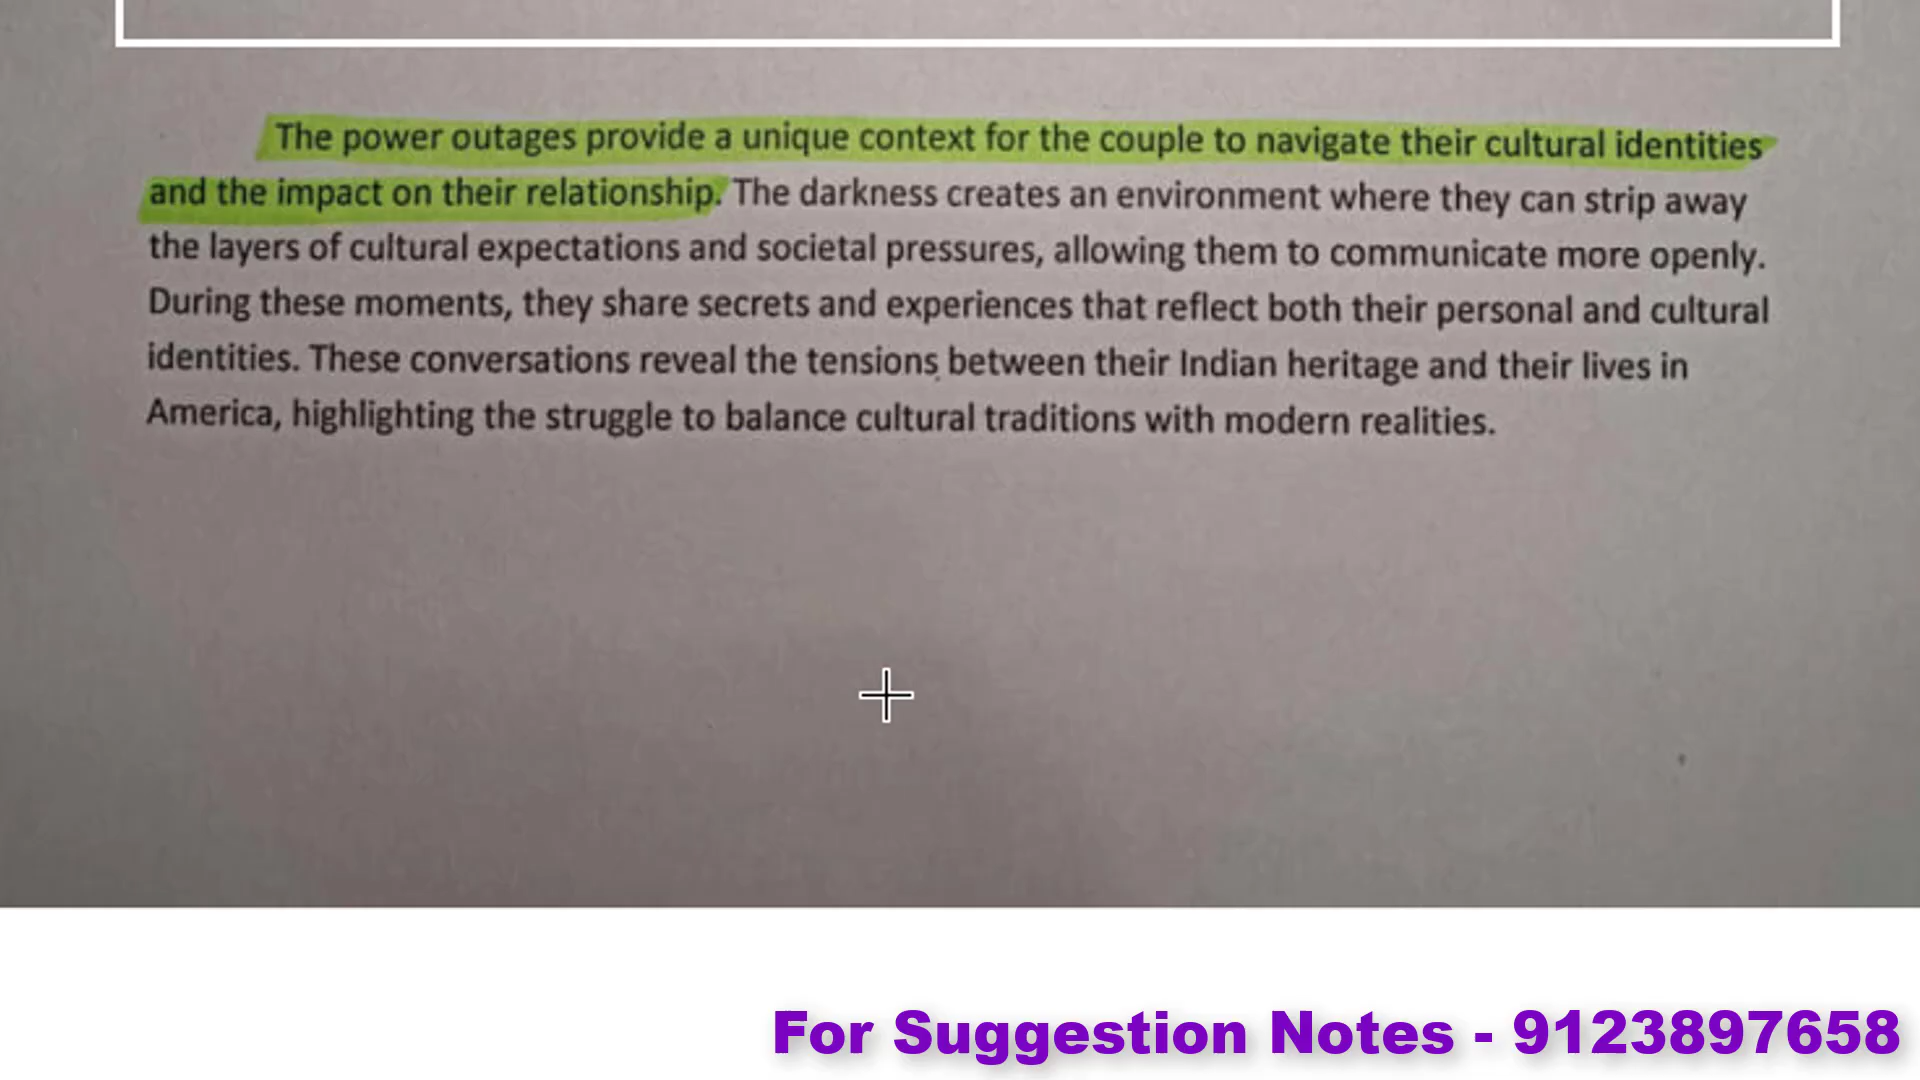 The power outages provide a unique context for the couple to navigate their cultural identities
and the impact on their relationship. The darkness creates an environment where they can strip away
the layers of cultural expectations and societal pressures, allowing them to communicate more openly.
During these moments, they share secrets and experiences that reflect both their personal and cultural
identities. These conversations reveal the tensions between their Indian heritage and their lives in
America, highlighting the struggle to balance cultural traditions with modern realities.
For Suggestion Notes - 9123897658